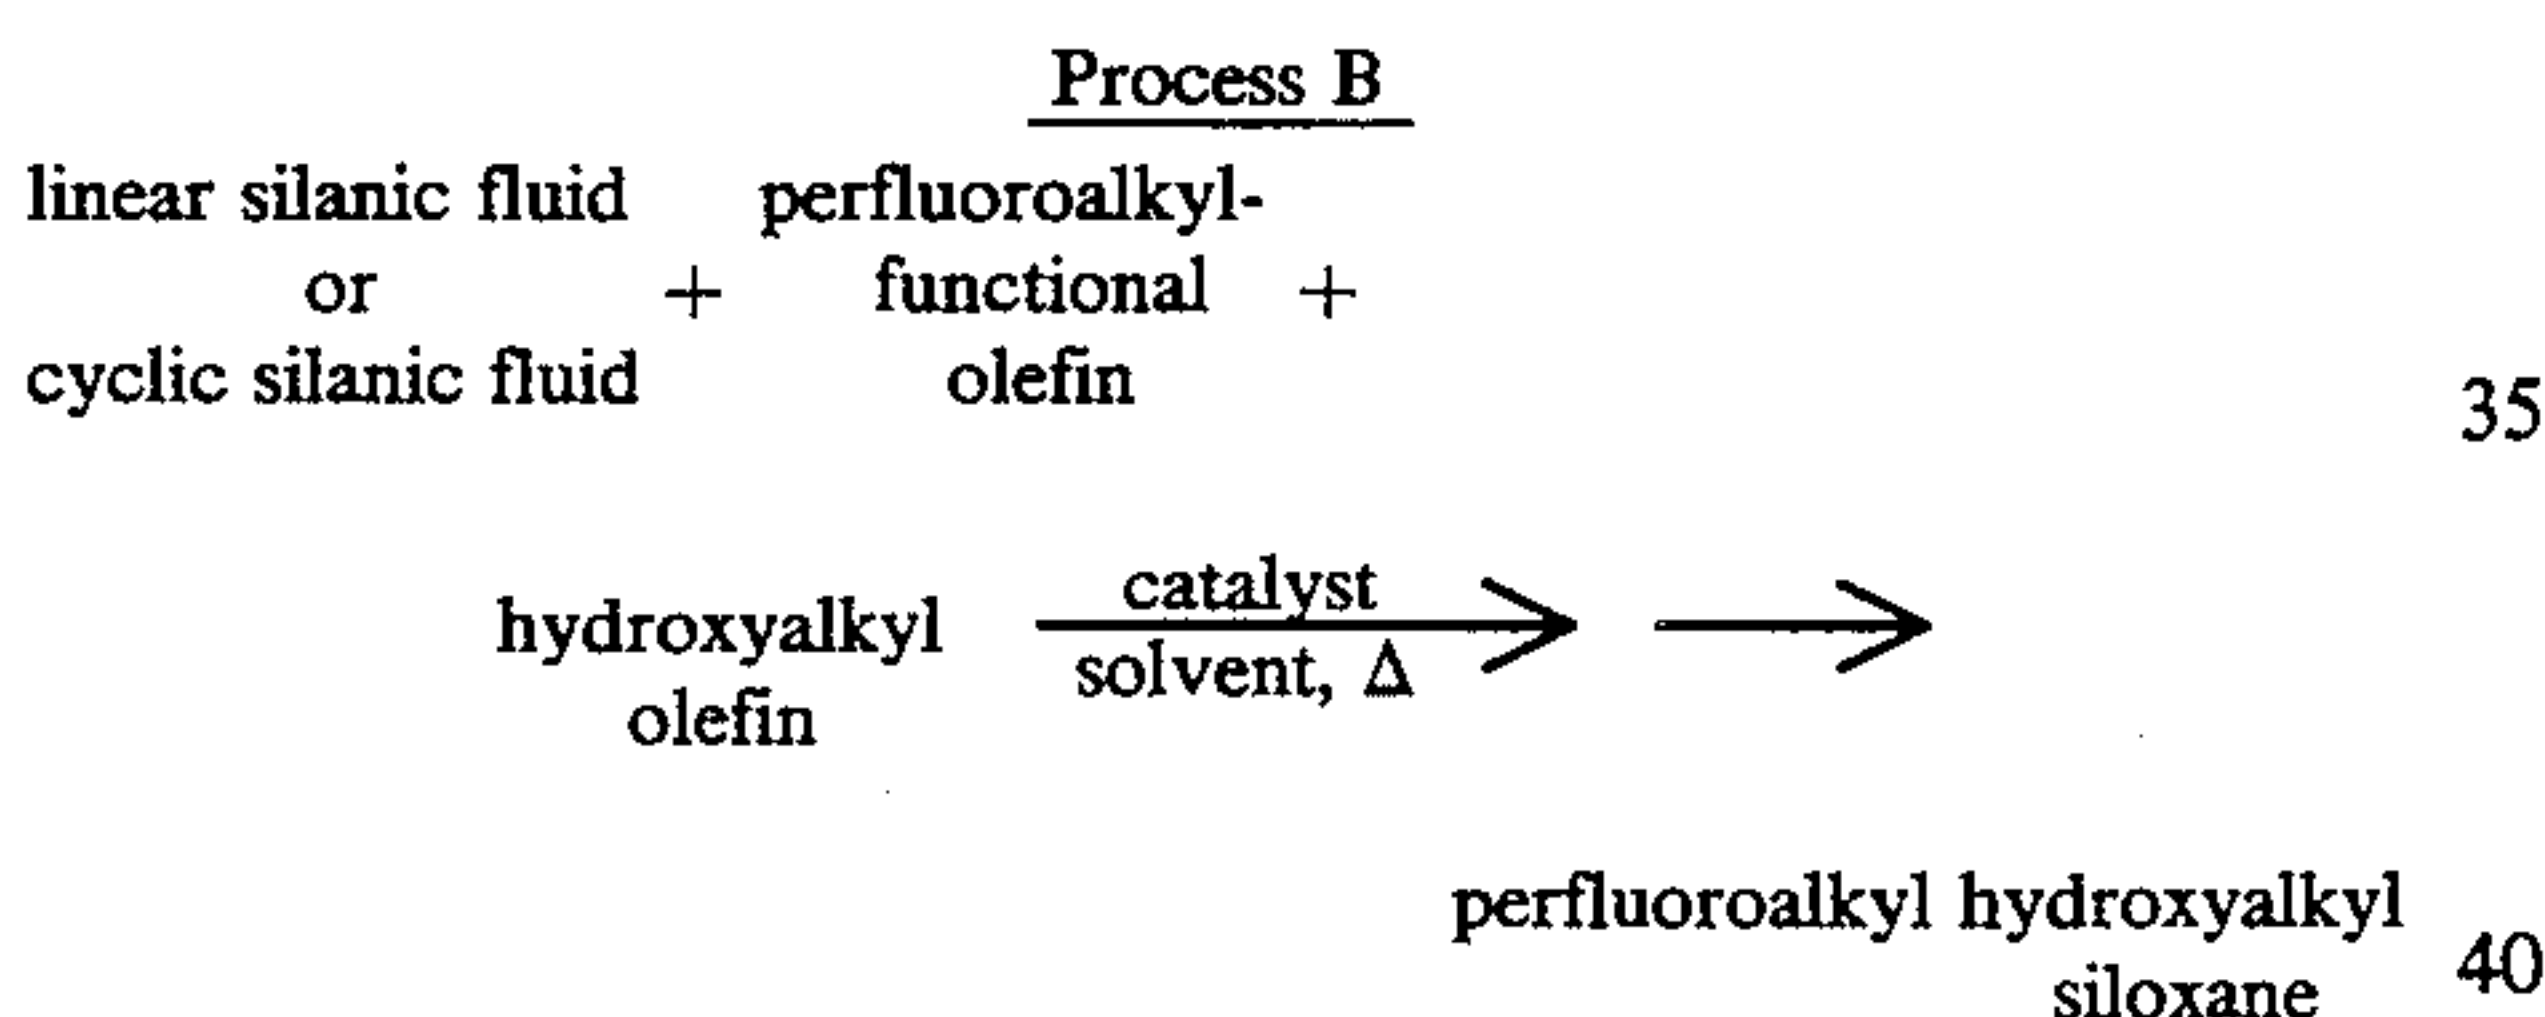 Process B
linear silanic fluid perfluoroalkyl-
or + functional +
cyclic silanic fluid olefin
35
catalyst
hydroxyalkyl
solvent, Δ
olefin
perfluoroalkyl hydroxyalkyl
siloxane 40